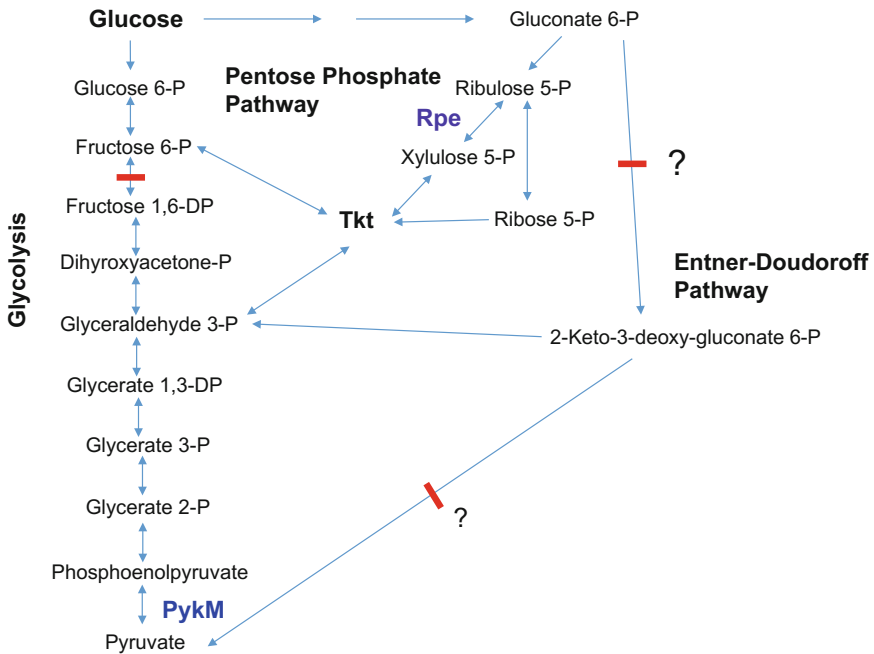 Glucose
Gluconate 6-P
Glucose 6-P
Pentose Phosphate
Pathway
Ribulose 5-P
Rpe
Fructose 6-P
Xylulose 5-P
?
Fructose 1,6-DP
Tkt
Ribose 5-P
Glycolysis
Dihyroxyacetone-P
Entner-Doudoroff
Pathway
Glyceraldehyde 3-P
2-Keto-3-deoxy-gluconate 6-P
Glycerate 1,3-DP
Glycerate 3-P
Glycerate 2-P
?
Phosphoenolpyruvate
PykM
Pyruvate